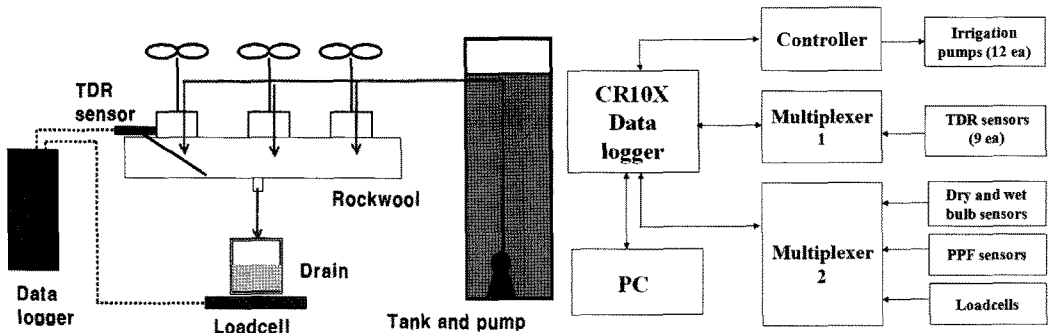 TDR
sensor
Rockwool
Drain
Data
logger
Loadcell
Tank and pump
CR10X
Data
logger
PC
Controller
Multiplexer
1
Multiplexer
2
Irrigation
pumps (12 ea)
TDR sensors
(9 ea)
Dry and wet
bulb sensors
PPF sensors
Loadcells